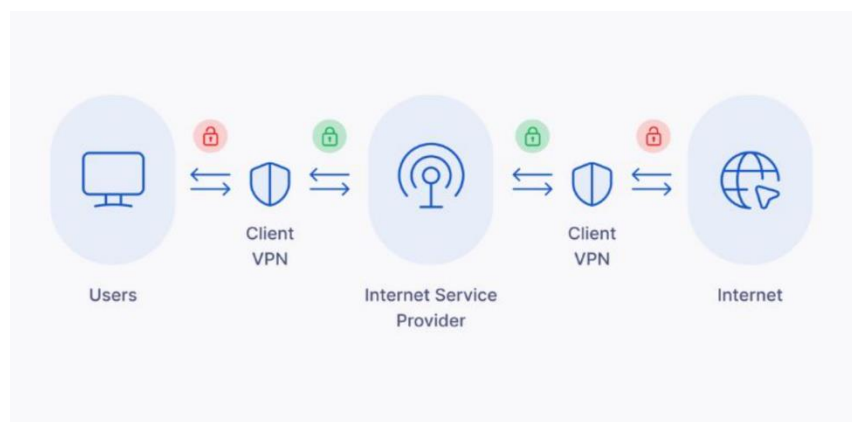 Client
VPN
Client
VPN
Users
Internet Service
Provider
Internet